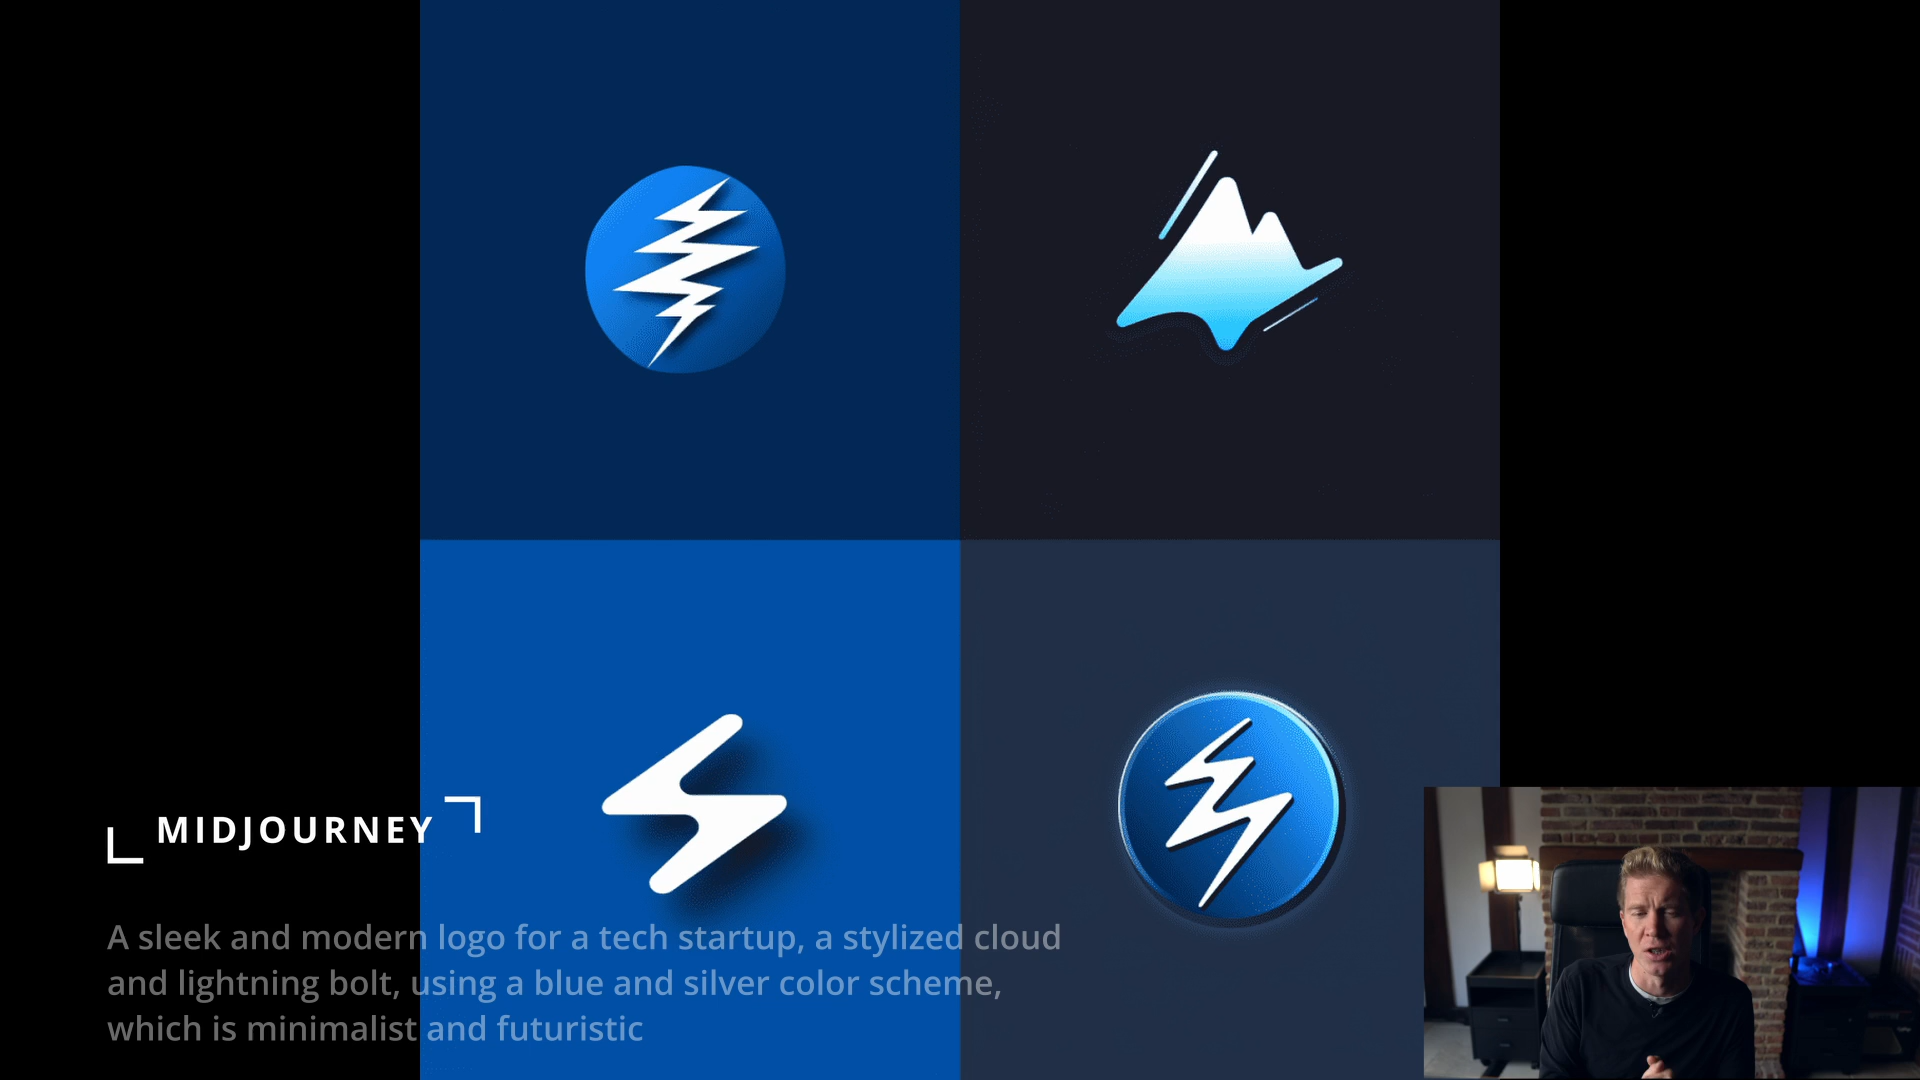 MIDJOURNEY
A sleek and modern logo for a tech startup, a stylized cloud
and lightning bolt, using a blue and silver color scheme,
which is minimalist and futuristic